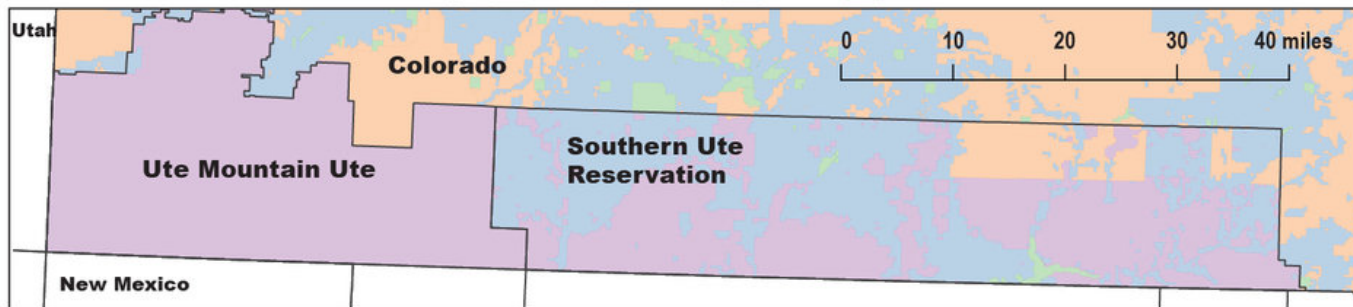 Utah
0 10 20 30 40 miles
Colorado
Ute Mountain Ute
Southern Ute
Reservation
New Mexico